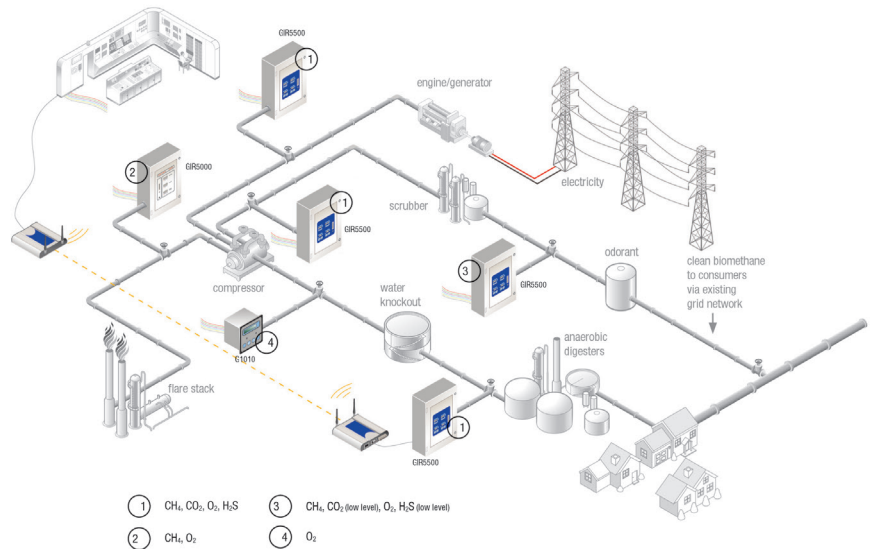 GIR5500
1
engine/generator
2
GIR5000
electricity
1
scrubber
GIR5500
3
GIR5500
odorant
clean biomethane
to consumers
via existing
grid network
compressor
water
knockout
4
G1010
anaerobic
digesters
flare stack
1
GIR5500
1 CH₄, CO₂, O₂, H₂S
3 CH₄, CO₂ (low level), O₂, H₂S (low level)
2 CH₄, O₂
4 O₂